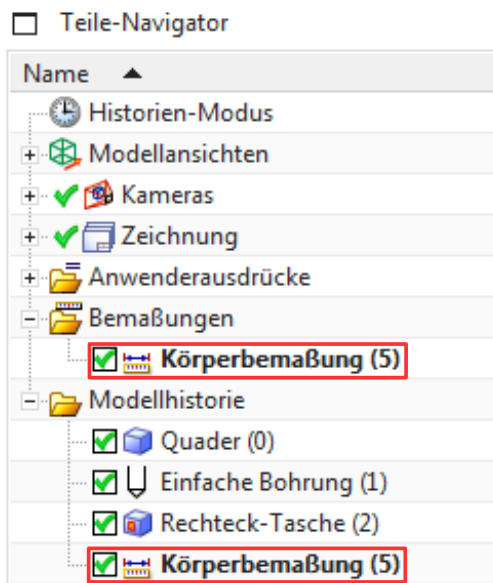 Teile-Navigator
Name
Historien-Modus
Modellansichten
Kameras
Zeichnung
Anwenderausdrücke
Bemaßungen
Körperbemaßung (5)
Modellhistorie
Quader (0)
Einfache Bohrung (1)
Rechteck-Tasche (2)
Körperbemaßung (5)